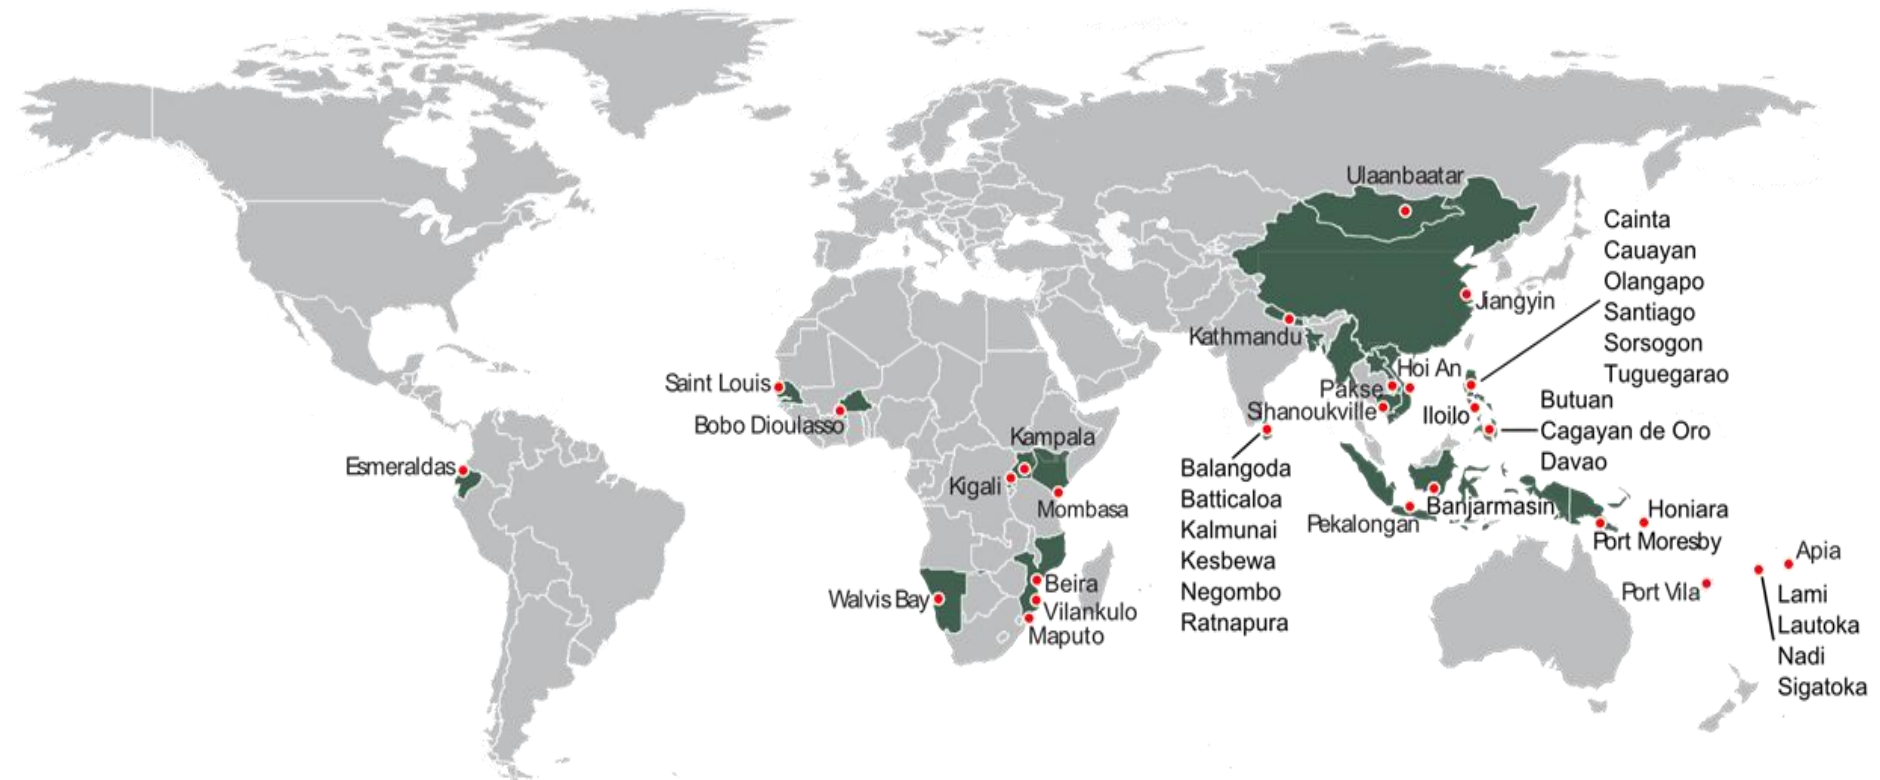 Ulaanbaatar
Cainta
Cauayan
Olangapo
Santiago
Sorsogon
Tuguegarao
Jiangyin
Kathmandu
Hoi An
Pakse
Sihanoukville
Iloilo
Butuan
Cagayan de Oro
Davao
Saint Louis
Bobo Dioulasso
Esmeraldas
Kampala
Kigali
Mombasa
Balangoda
Batticaloa
Kalmunai
Kesbewa
Negombo
Ratnapura
Banjarmasin
Pekalongan
Honiara
Port Moresby
Apia
Port Vila
Lami
Lautoka
Nadi
Sigatoka
Walvis Bay
Beira
Vilankulo
Maputo